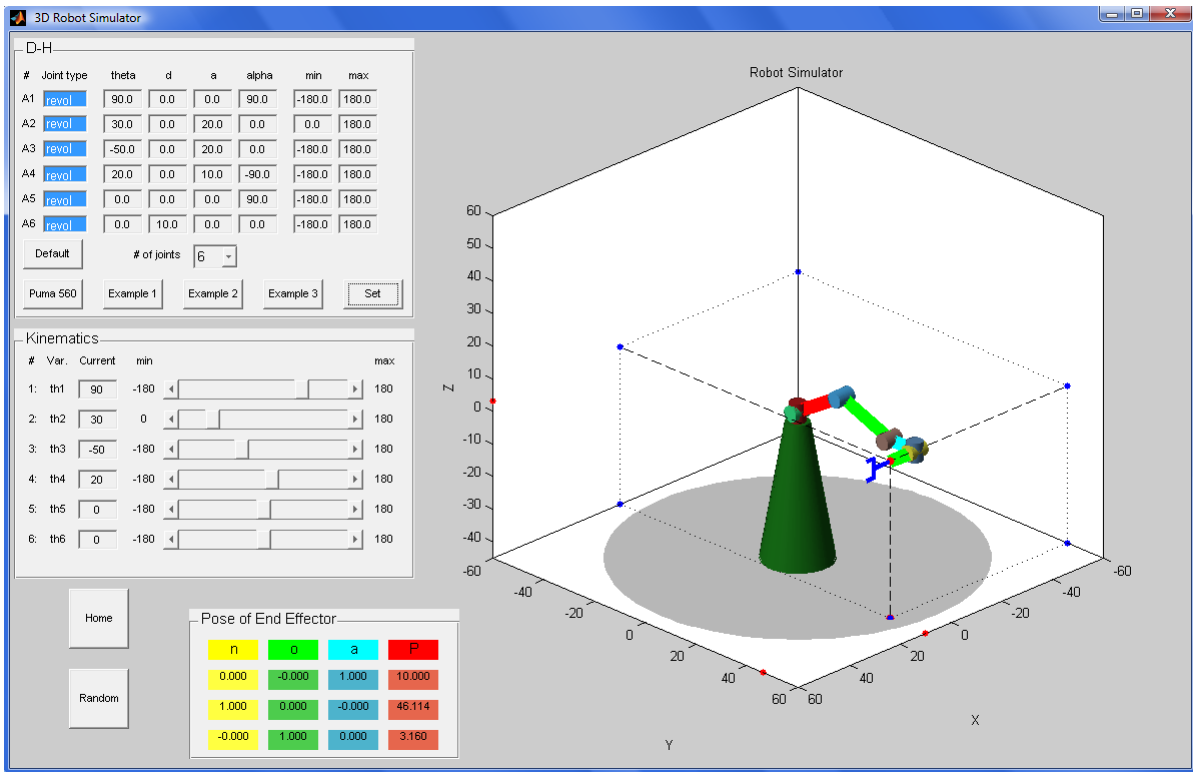 3D Robot Simulator
D-H
# Joint type theta d a alpha min max
A1 revol 90.0 0.0 0.0 90.0 -180.0 180.0
A2 revol 30.0 0.0 20.0 0.0 0.0 180.0
A3 revol -50.0 0.0 20.0 0.0 -180.0 180.0
A4 revol 20.0 0.0 10.0 -90.0 -180.0 180.0
A5 revol 0.0 0.0 0.0 90.0 -180.0 180.0
A6 revol 0.0 10.0 0.0 0.0 -180.0 180.0
Default # of joints 6
Puma 560 Example 1 Example 2 Example 3 Set
Kinematics
# Var. Current min max
1: th1 90 -180 180
2: th2 30 0 180
3: th3 -50 -180 180
4: th4 20 -180 180
5: th5 0 -180 180
6: th6 0 -180 180
Home
Random
Pose of End Effector
n o a P
0.000 -0.000 1.000 10.000
1.000 0.000 -0.000 46.114
-0.000 1.000 0.000 3.160
Robot Simulator
60
50
40
30
20
10
0
-10
-20
-30
-40
Z
-60 -40 -20 0 20 40 60
Y
60 40 20 0 -20 -40 -60
X